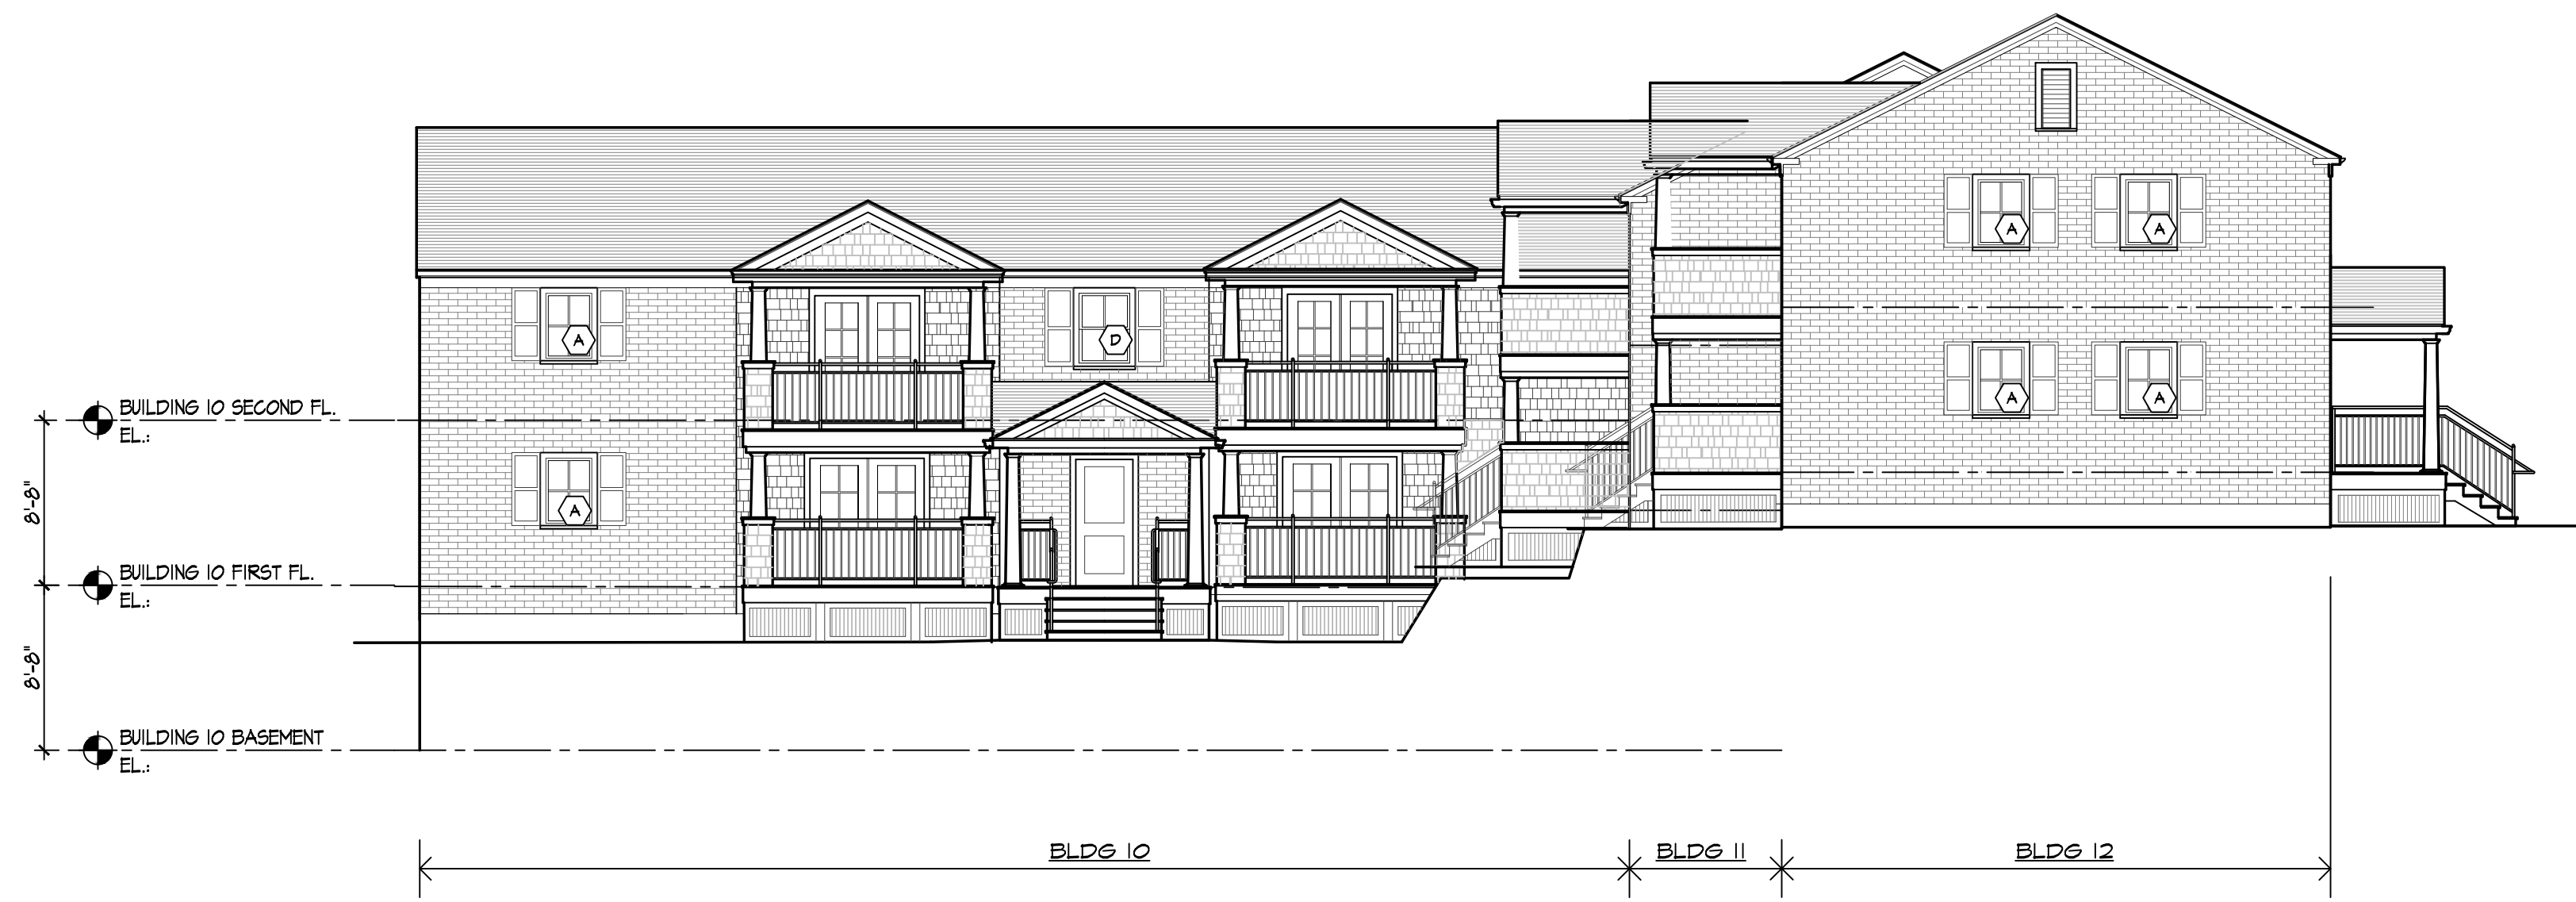 A
A
A
D
BUILDING 10 SECOND FL.
EL.:
8'-8"
A
A
A
BUILDING 10 FIRST FL.
EL.:
8'-8"
BUILDING 10 BASEMENT
EL.:
BLDG 10
BLDG 11
BLDG 12